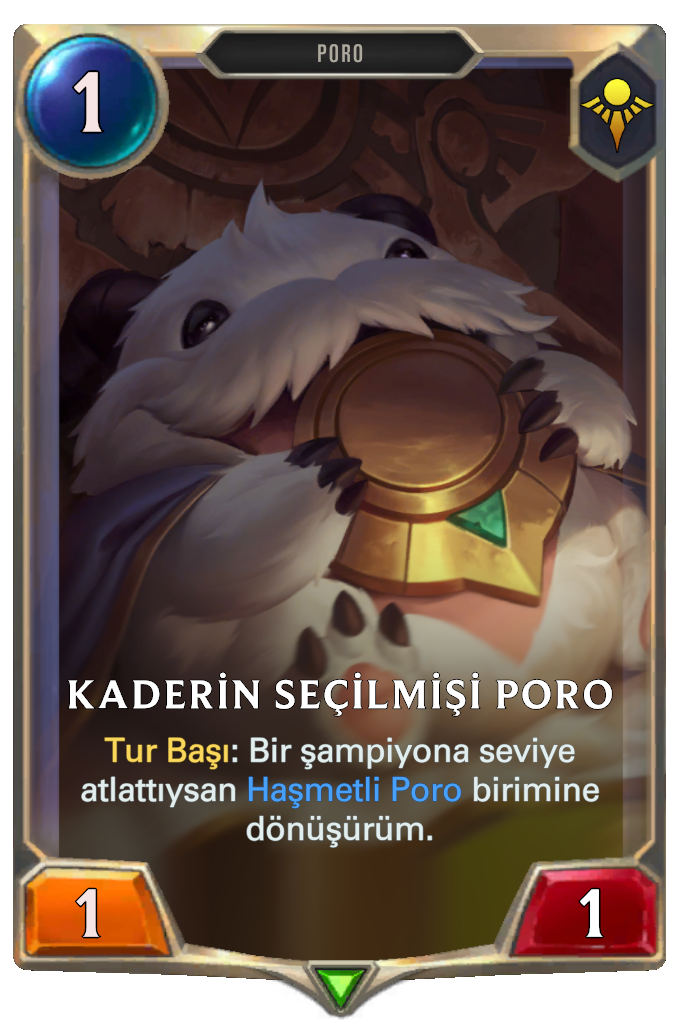 1
PORO
KADERİN SEÇİLMİŞİ PORO
Tur Başı: Bir şampiyona seviye
atlattıysan Haşmetli Poro birimine
dönüşürüm.
1
1